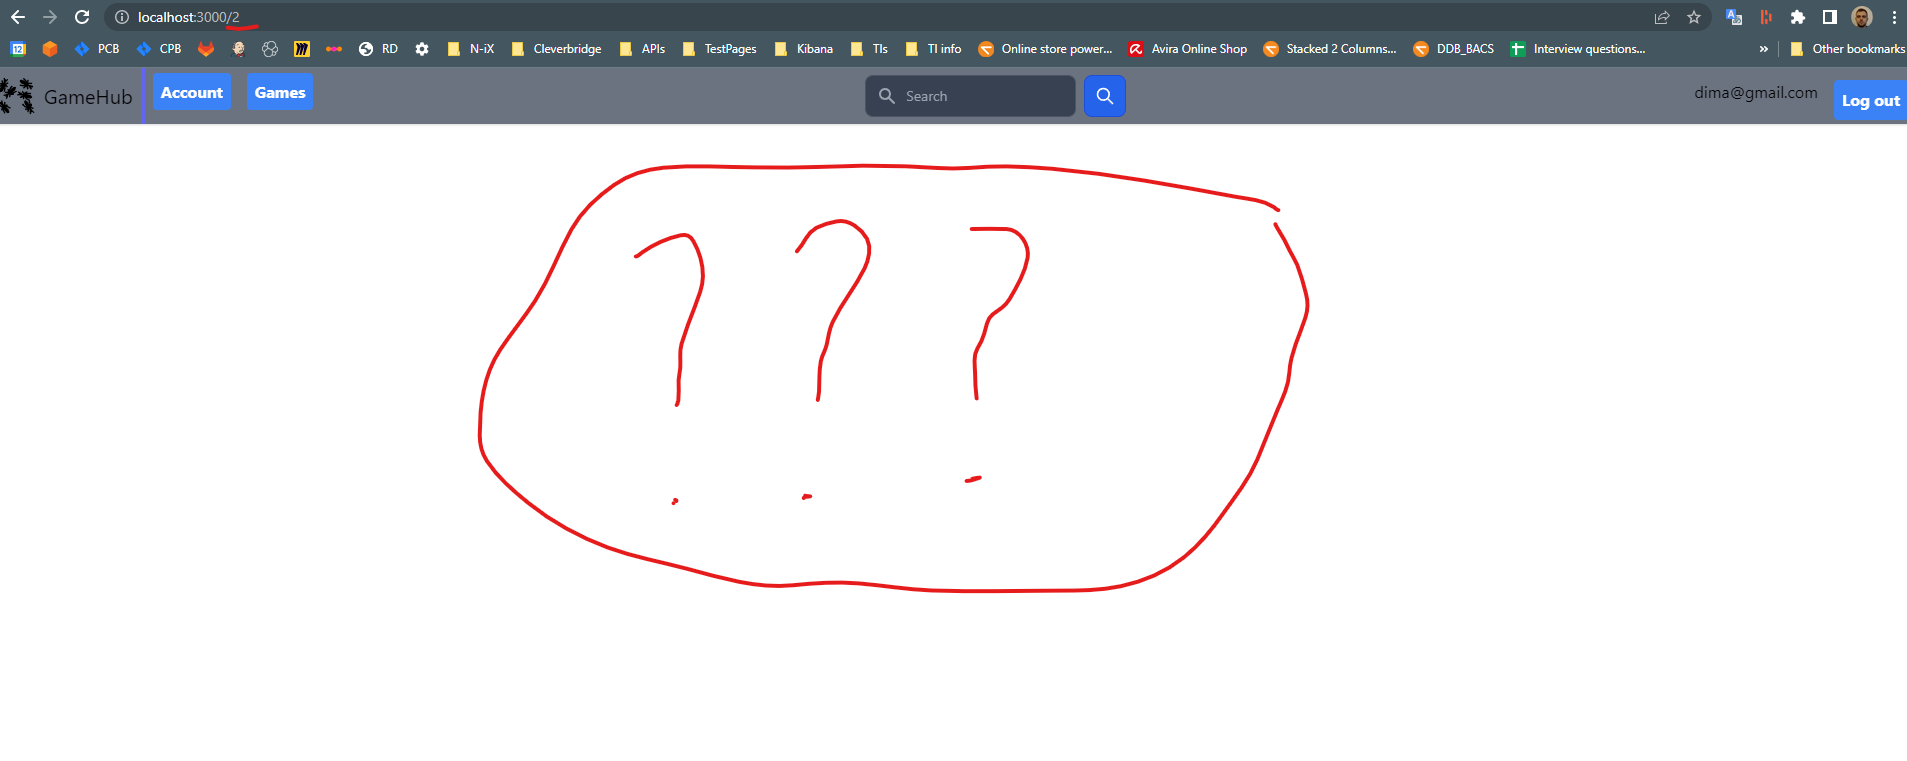 localhost:3000/2
12 PCB CPB RD N-iX Cleverbridge APIs TestPages Kibana TIs TI info Online store power... Avira Online Shop Stacked 2 Columns... DDB_BACS Interview questions... » Other bookmarks
GameHub Account Games Search dima@gmail.com Log out
? ? ?